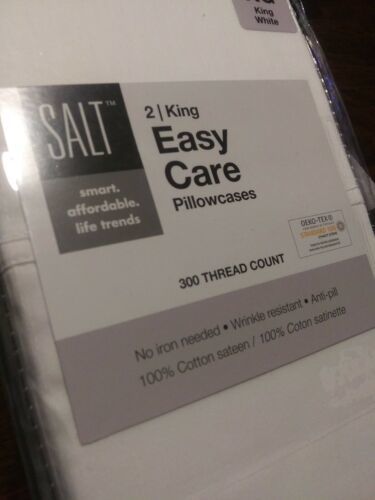 King
White
SALT™
smart.
affordable.
life trends
2 | King
Easy
Care
Pillowcases
OEKO-TEX®
STANDARD 100
300 THREAD COUNT
No iron needed • Wrinkle resistant • Anti-pill
100% Cotton sateen / 100% Coton satinette